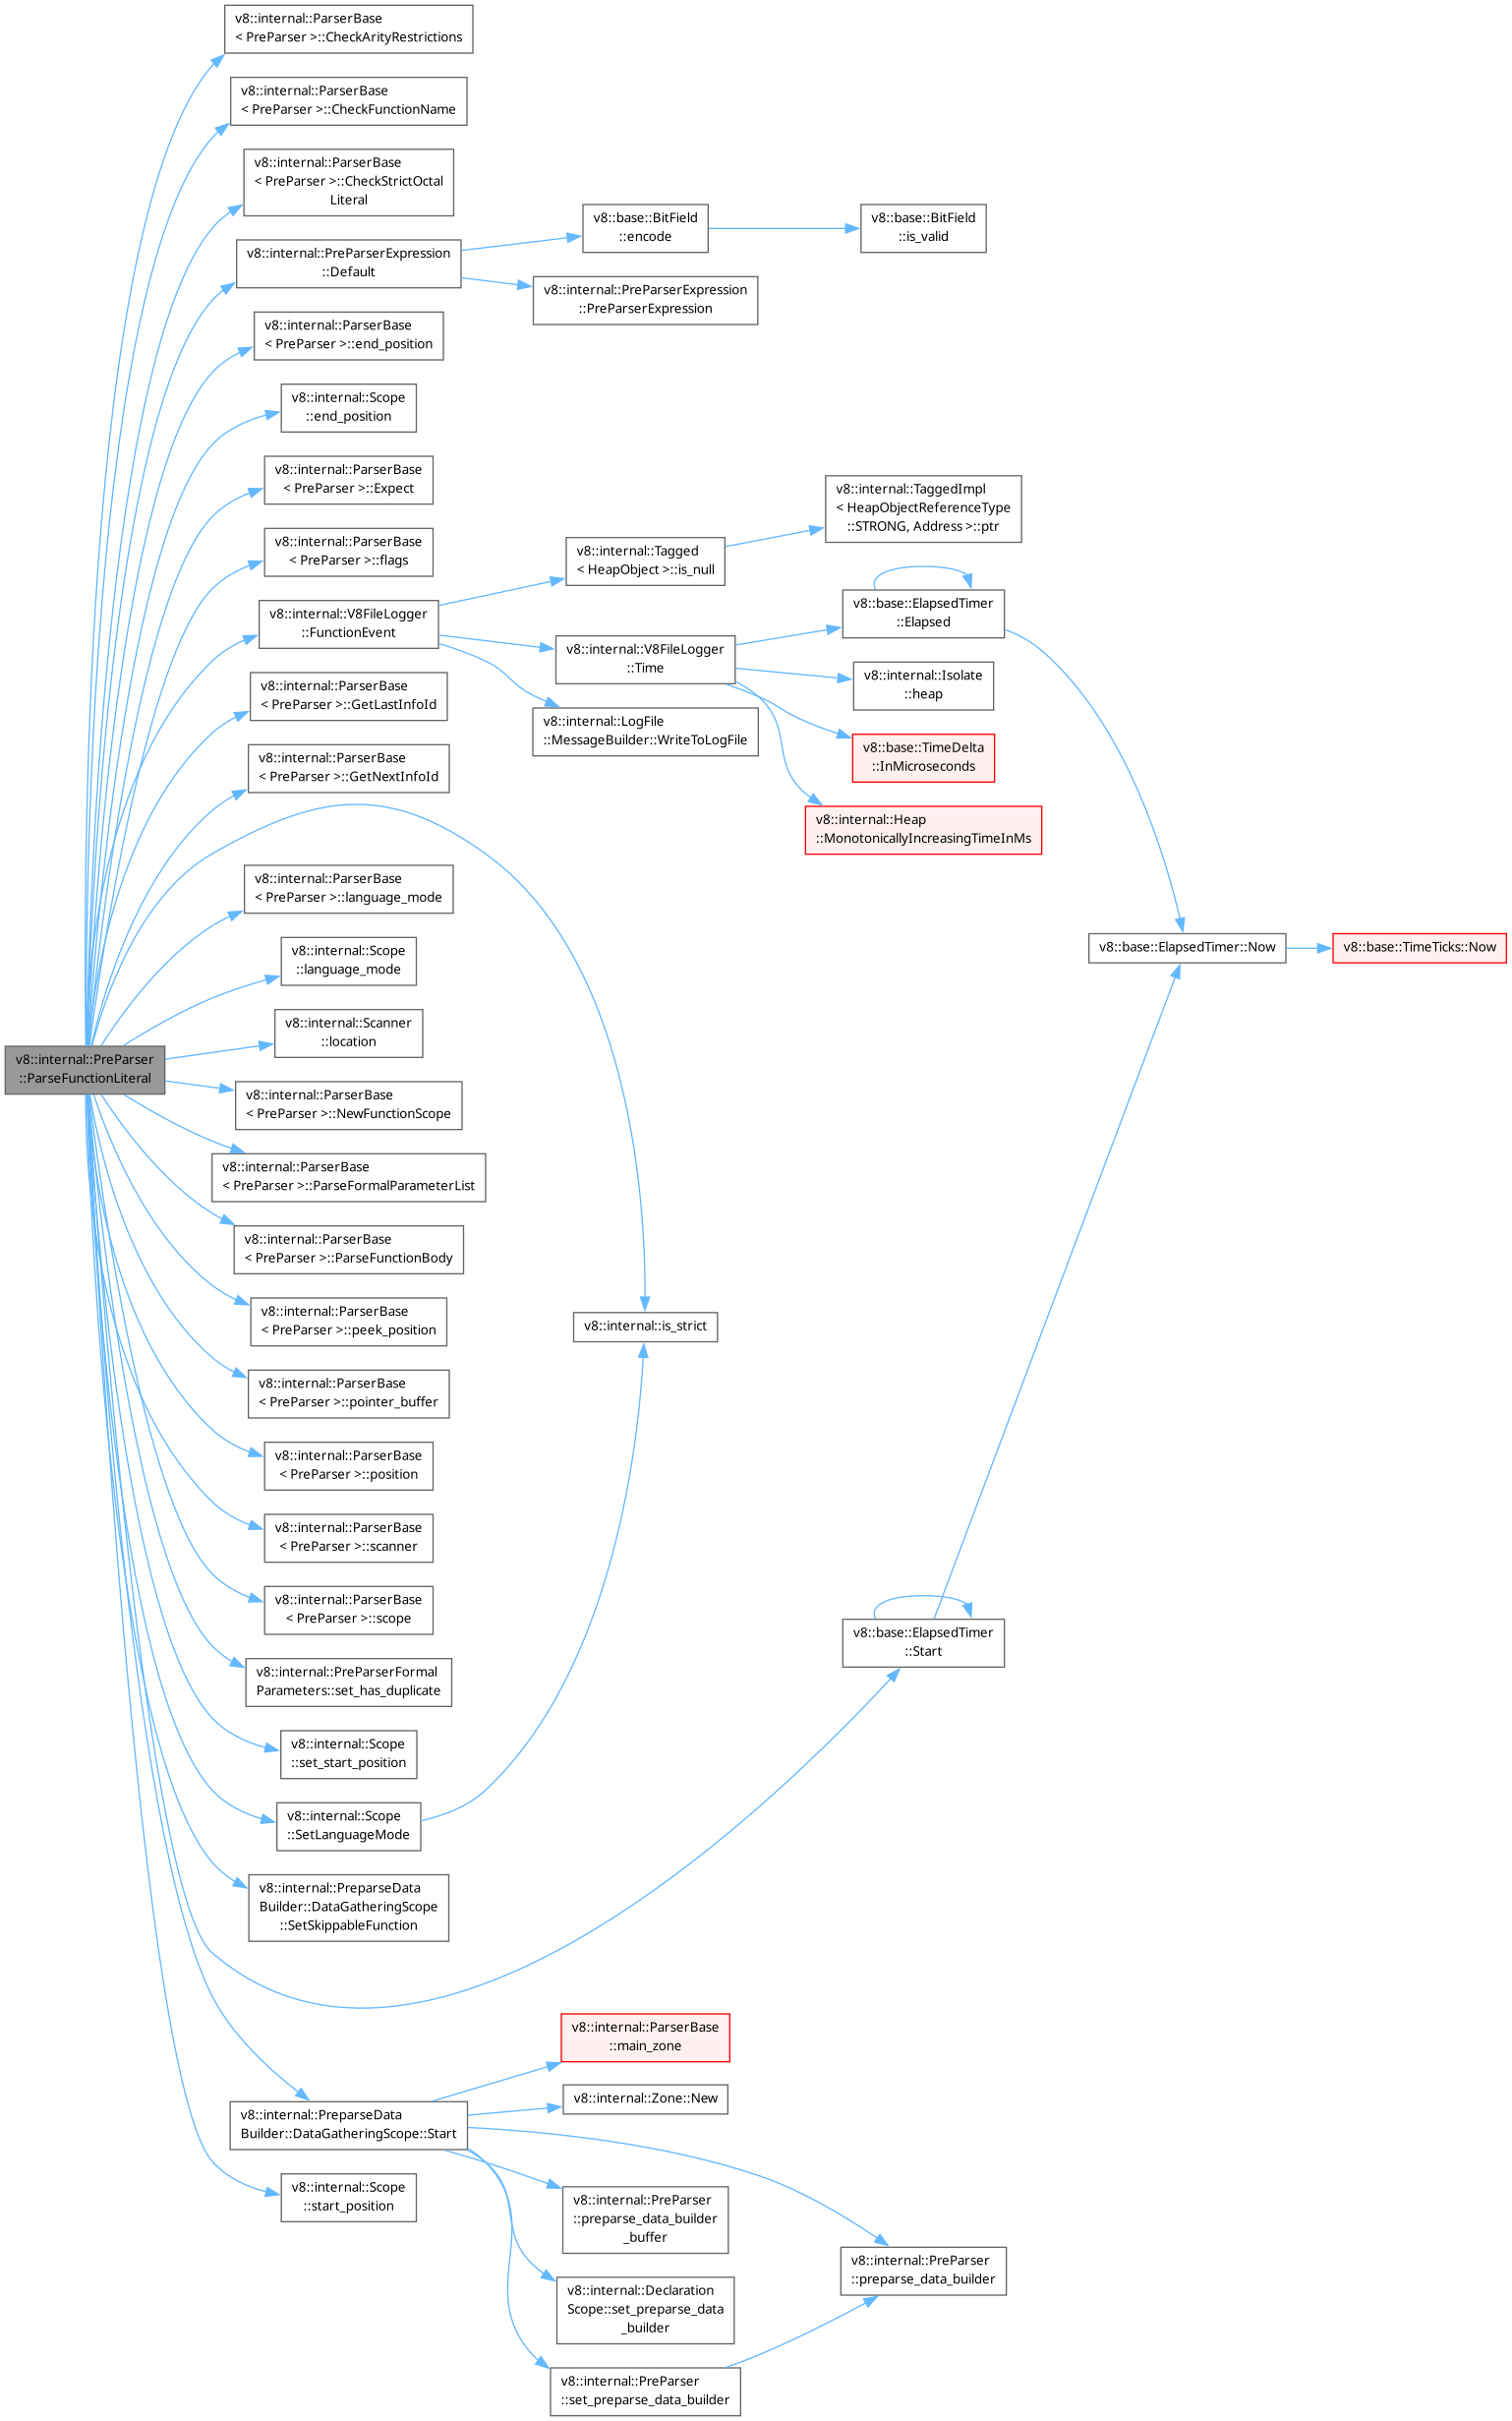 v8::internal::ParserBase
< PreParser >::CheckArityRestrictions
v8::internal::ParserBase
< PreParser >::CheckFunctionName
v8::internal::ParserBase
< PreParser >::CheckStrictOctal
Literal
v8::internal::PreParserExpression
::Default
v8::base::BitField
::encode
v8::base::BitField
::is_valid
v8::internal::PreParserExpression
::PreParserExpression
v8::internal::ParserBase
< PreParser >::end_position
v8::internal::Scope
::end_position
v8::internal::ParserBase
< PreParser >::Expect
v8::internal::ParserBase
< PreParser >::flags
v8::internal::V8FileLogger
::FunctionEvent
v8::internal::Tagged
< HeapObject >::is_null
v8::internal::TaggedImpl
< HeapObjectReferenceType
::STRONG, Address >::ptr
v8::internal::V8FileLogger
::Time
v8::base::ElapsedTimer
::Elapsed
v8::internal::Isolate
::heap
v8::internal::LogFile
::MessageBuilder::WriteToLogFile
v8::base::TimeDelta
::InMicroseconds
v8::internal::Heap
::MonotonicallyIncreasingTimeInMs
v8::internal::ParserBase
< PreParser >::GetLastInfoId
v8::internal::ParserBase
< PreParser >::GetNextInfoId
v8::internal::ParserBase
< PreParser >::language_mode
v8::internal::Scope
::language_mode
v8::base::ElapsedTimer::Now
v8::base::TimeTicks::Now
v8::internal::Scanner
::location
v8::internal::PreParser
::ParseFunctionLiteral
v8::internal::ParserBase
< PreParser >::NewFunctionScope
v8::internal::ParserBase
< PreParser >::ParseFormalParameterList
v8::internal::ParserBase
< PreParser >::ParseFunctionBody
v8::internal::ParserBase
< PreParser >::peek_position
v8::internal::is_strict
v8::internal::ParserBase
< PreParser >::pointer_buffer
v8::internal::ParserBase
< PreParser >::position
v8::internal::ParserBase
< PreParser >::scanner
v8::internal::ParserBase
< PreParser >::scope
v8::base::ElapsedTimer
::Start
v8::internal::PreParserFormal
Parameters::set_has_duplicate
v8::internal::Scope
::set_start_position
v8::internal::Scope
::SetLanguageMode
v8::internal::PreparseData
Builder::DataGatheringScope
::SetSkippableFunction
v8::internal::ParserBase
::main_zone
v8::internal::Zone::New
v8::internal::PreparseData
Builder::DataGatheringScope::Start
v8::internal::Scope
::start_position
v8::internal::PreParser
::preparse_data_builder
_buffer
v8::internal::PreParser
::preparse_data_builder
v8::internal::Declaration
Scope::set_preparse_data
_builder
v8::internal::PreParser
::set_preparse_data_builder